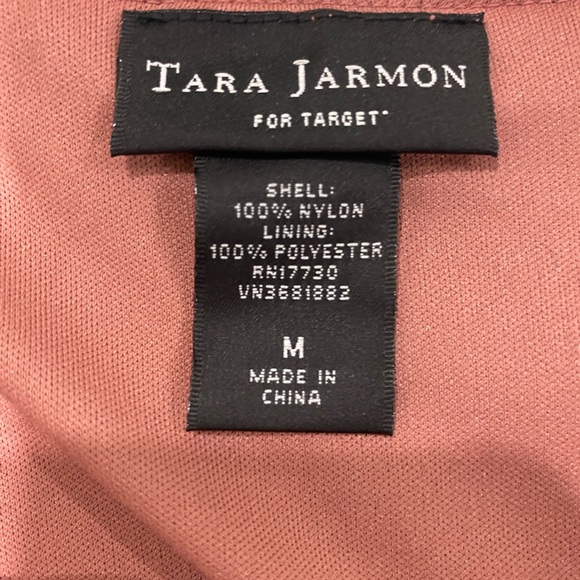 TARA JARMON
FOR TARGET*
SHELL:
100% NYLON
LINING:
100% POLYESTER
RN17730
VN3681882
M
MADE IN
CHINA